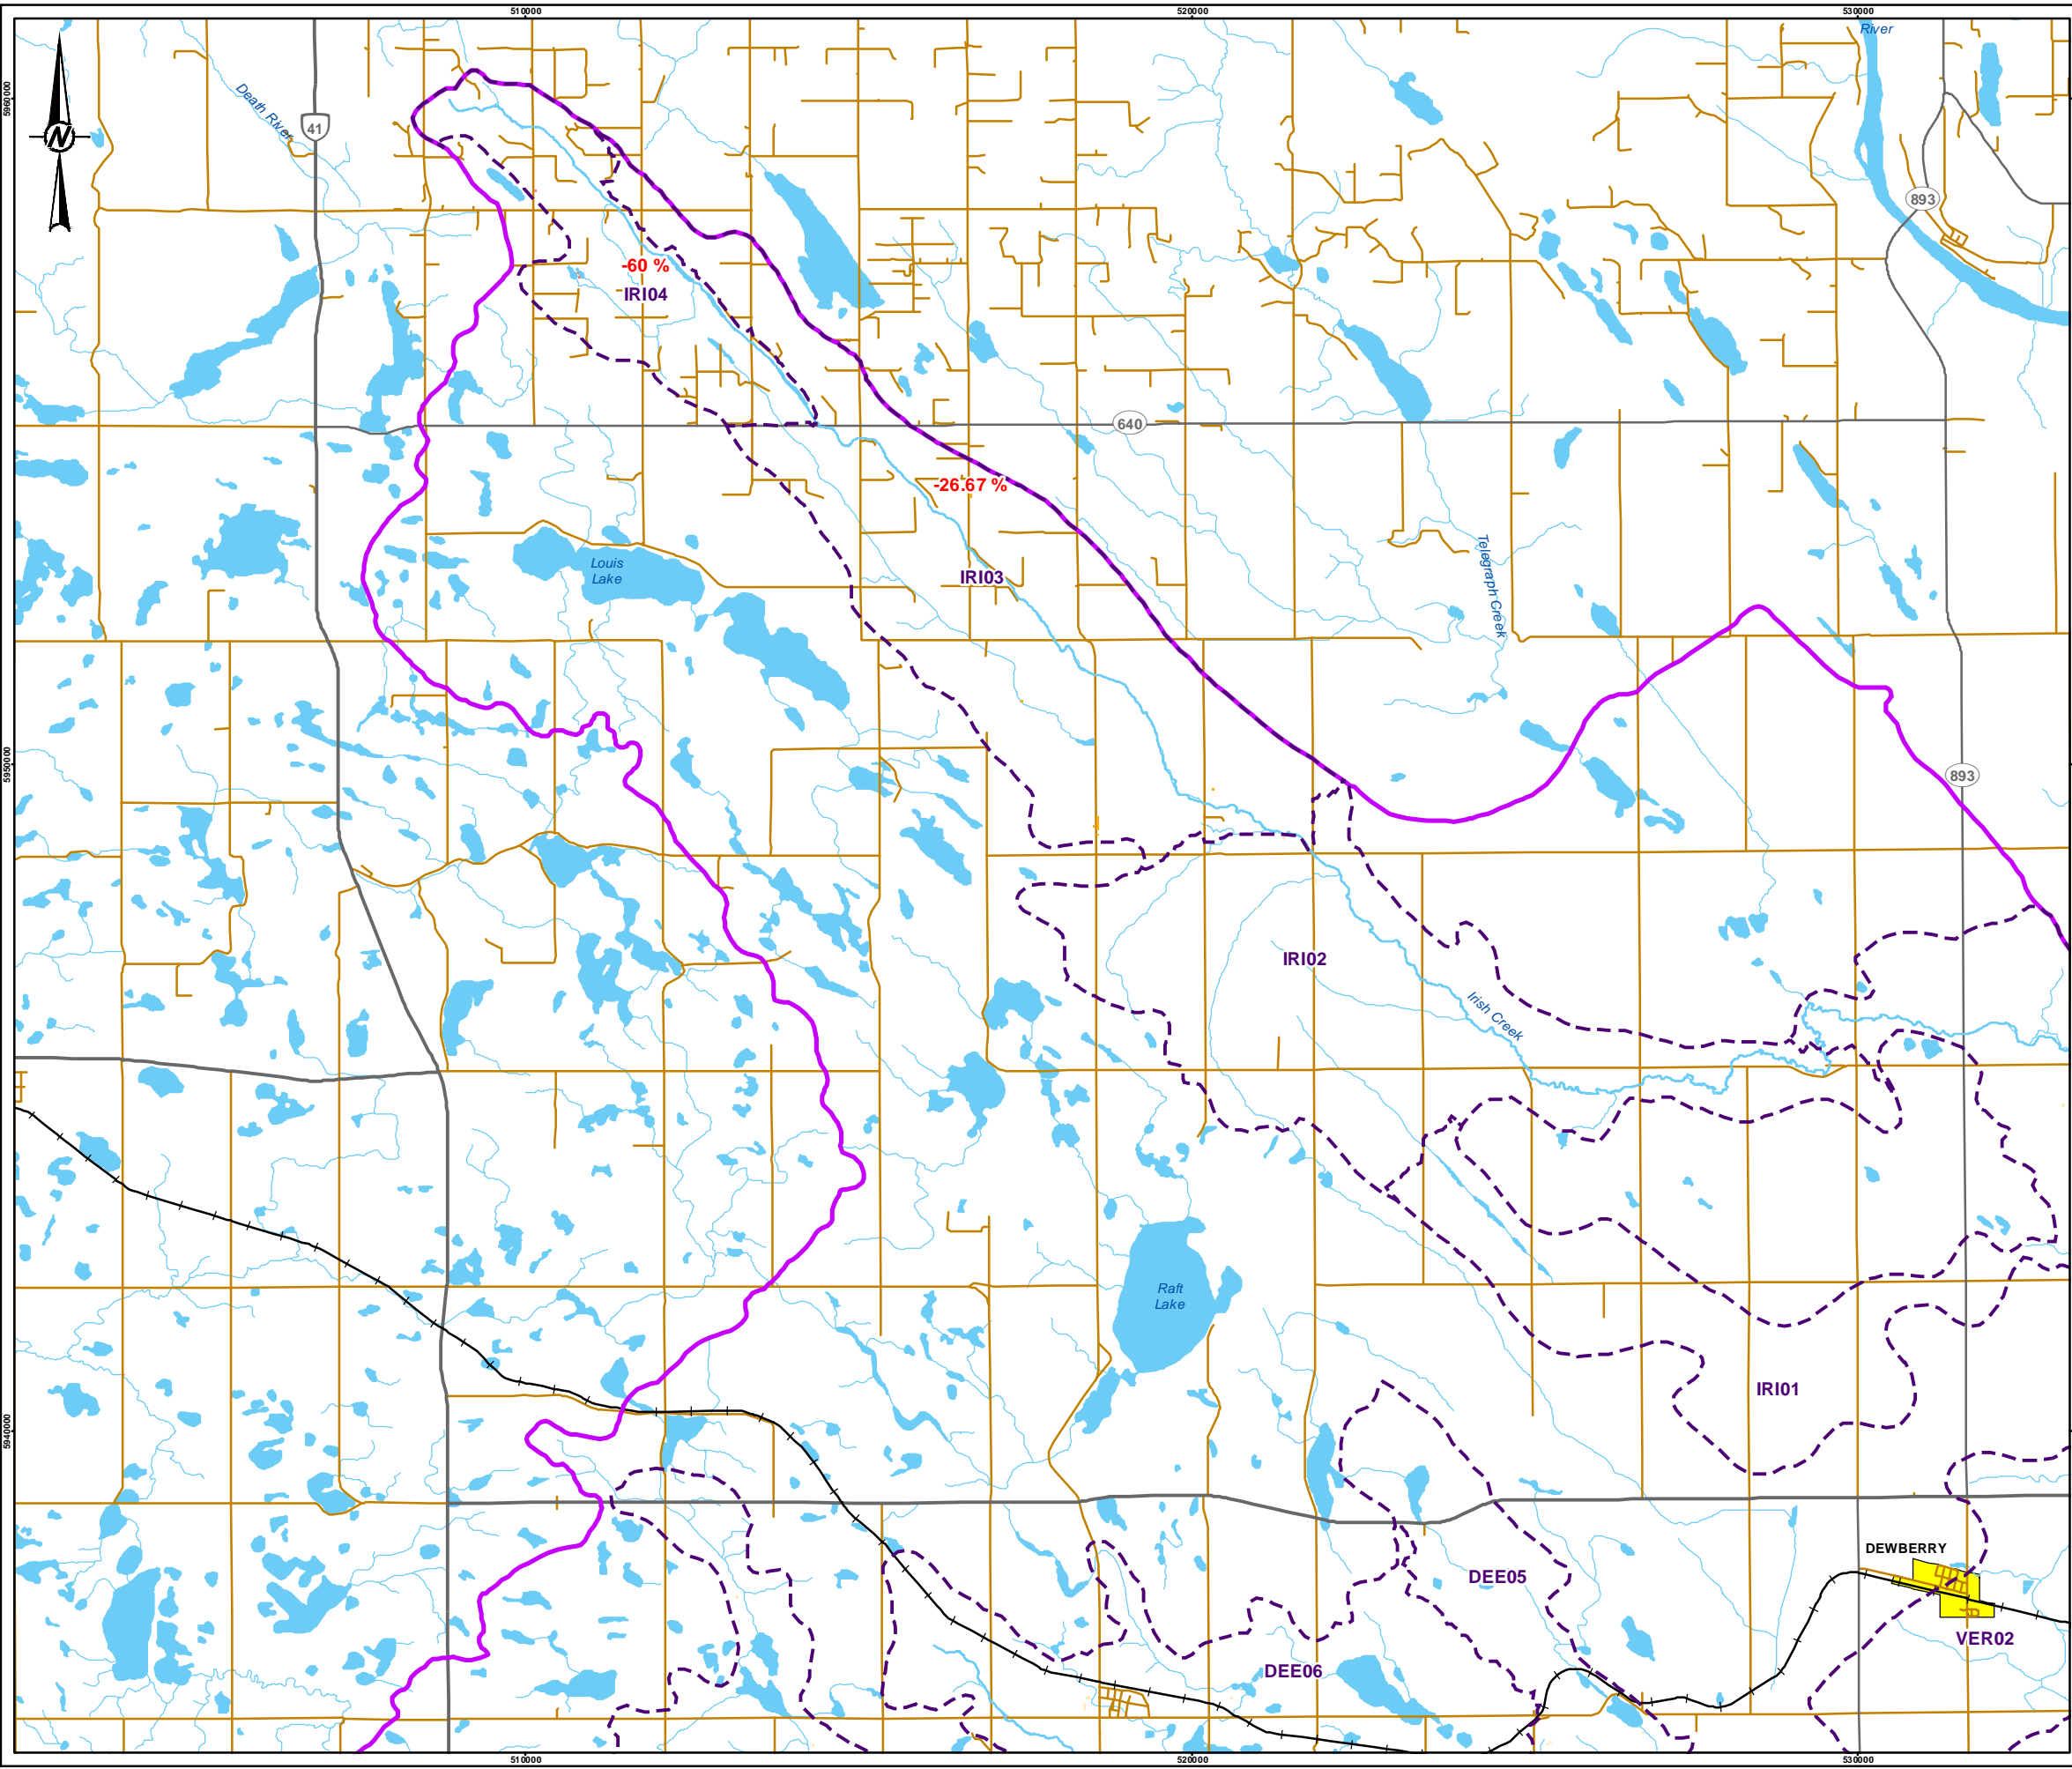 510000
520000
530000
River
5960000
Death River
N
41
893
-60 %
IRI04
640
-26.67 %
Telegraph Creek
Louis
Lake
IRI03
5950000
893
IRI02
Irish Creek
Raft
Lake
IRI01
5940000
DEWBERRY
DEE05
VER02
DEE06
510000
520000
530000